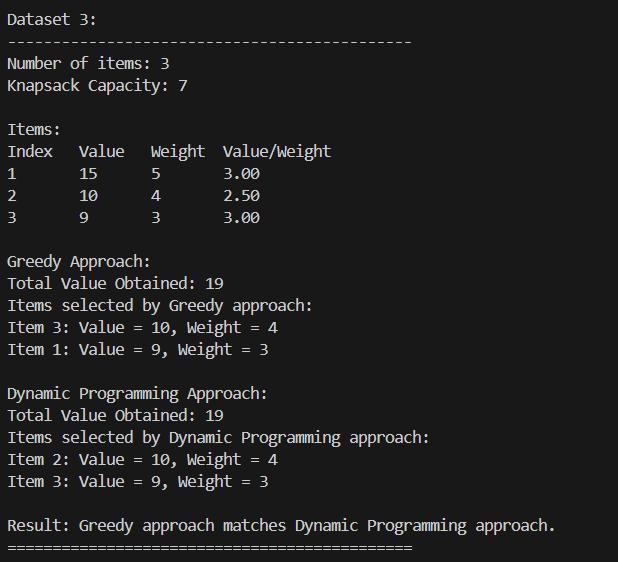 Dataset 3:
---------------------------------------------
Number of items: 3
Knapsack Capacity: 7
Items:
Index Value Weight Value/Weight
1 15 5 3.00
2 10 4 2.50
3 9 3 3.00
Greedy Approach:
Total Value Obtained: 19
Items selected by Greedy approach:
Item 3: Value = 10, Weight = 4
Item 1: Value = 9, Weight = 3
Dynamic Programming Approach:
Total Value Obtained: 19
Items selected by Dynamic Programming approach:
Item 2: Value = 10, Weight = 4
Item 3: Value = 9, Weight = 3
Result: Greedy approach matches Dynamic Programming approach.
=============================================